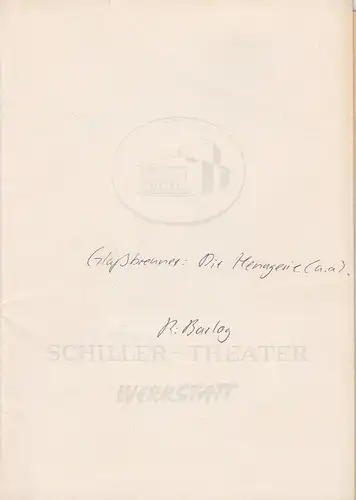 Glaßbrenner: Die Menagerie (u.a).
R: Barlog
SCHILLER-THEATER
WERKSTATT